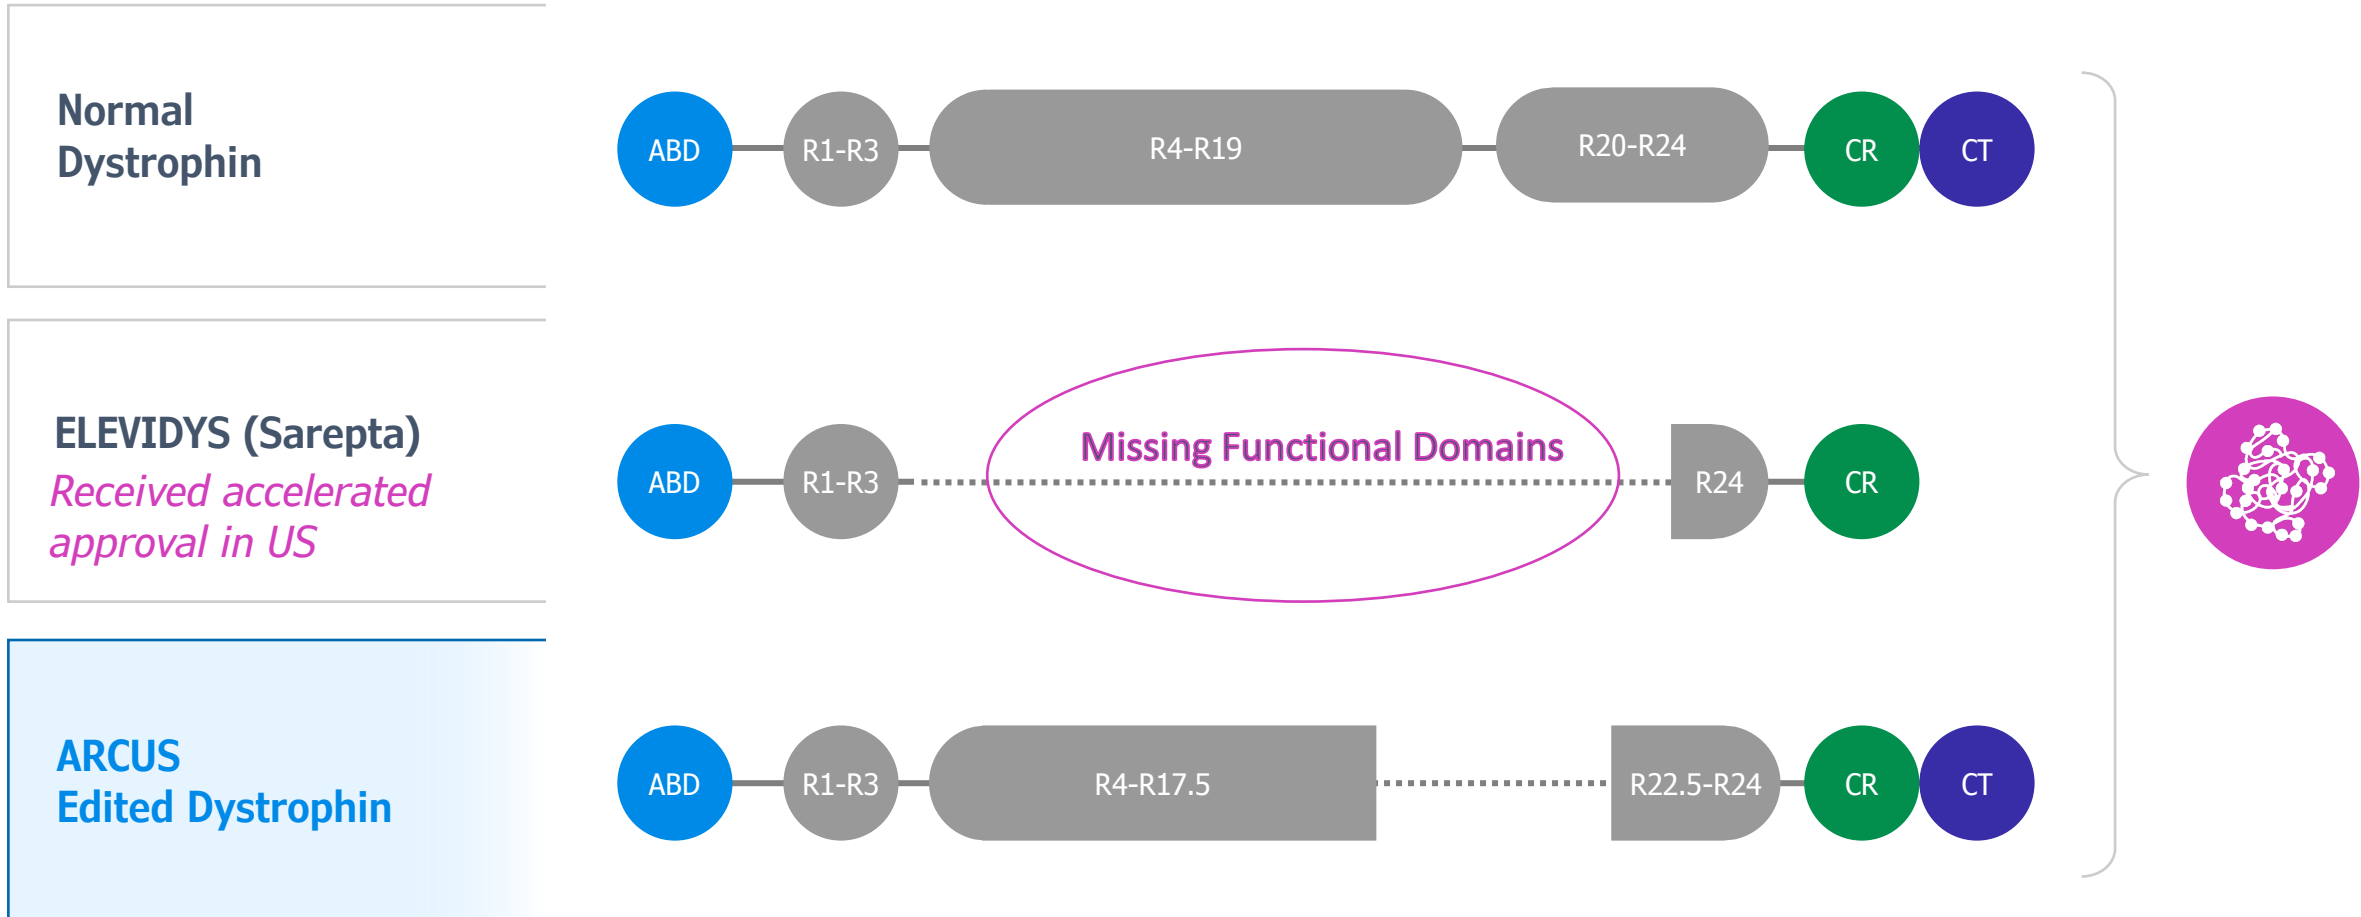 Normal
Dystrophin
ABD
R1-R3
R4-R19
R20-R24
CR
CT
ELEVIDYS (Sarepta)
Received accelerated
approval in US
ABD
R1-R3
Missing Functional Domains
R24
CR
ARCUS
Edited Dystrophin
ABD
R1-R3
R4-R17.5
R22.5-R24
CR
CT